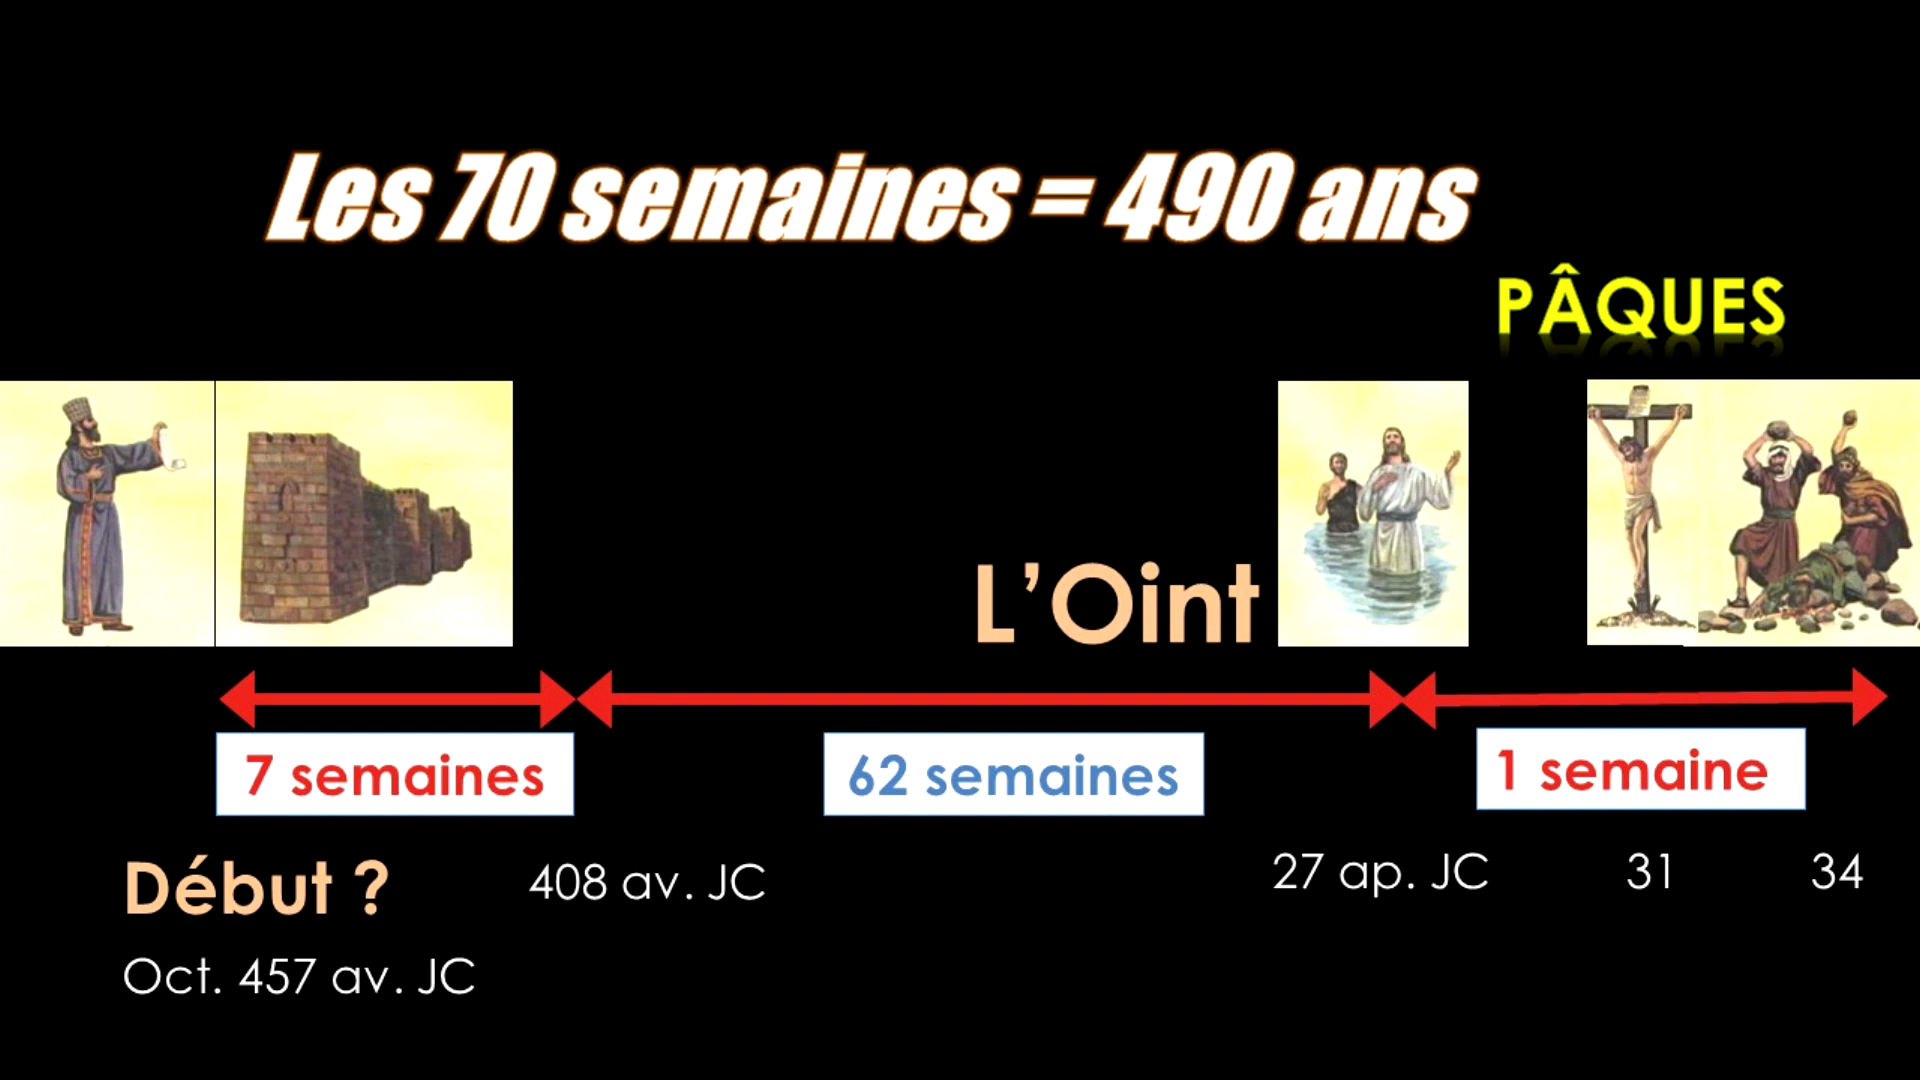 Les 70 semaines = 490 ans
PÂQUES
L’Oint
7 semaines
62 semaines
1 semaine
Début ?
408 av. JC
27 ap. JC
31
34
Oct. 457 av. JC